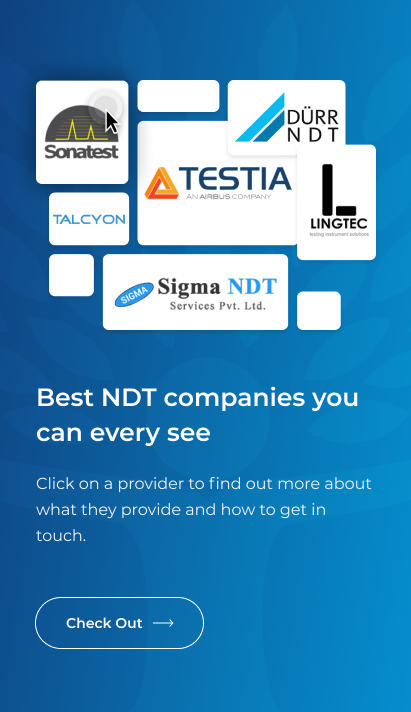 Sonatest
DÜRR
NDT
TESTIA
AN AIRBUS COMPANY
LINGTEC
testing instrument solutions
TALCYON
SIGMA
Sigma NDT
Services Pvt. Ltd.
Best NDT companies you
can every see
Click on a provider to find out more about
what they provide and how to get in
touch.
Check Out